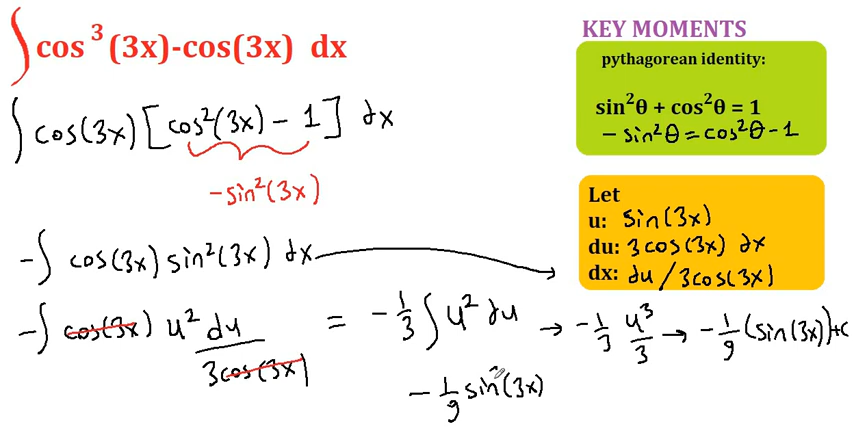 ∫ cos³(3x)-cos(3x) dx
KEY MOMENTS
pythagorean identity:
sin²θ + cos²θ = 1
- sin²θ = cos²θ - 1
∫ cos(3x) [cos²(3x) - 1] dx
-sin²(3x)
Let
u: sin(3x)
du: 3cos(3x) dx
dx: du / 3cos(3x)
-∫ cos(3x) sin²(3x) dx
-∫ cos(3x) u² du / 3cos(3x) = -1/3 ∫ u² du → -1/3 u³/3 → -1/9 (sin(3x)) + C
-1/9 sin (3x)